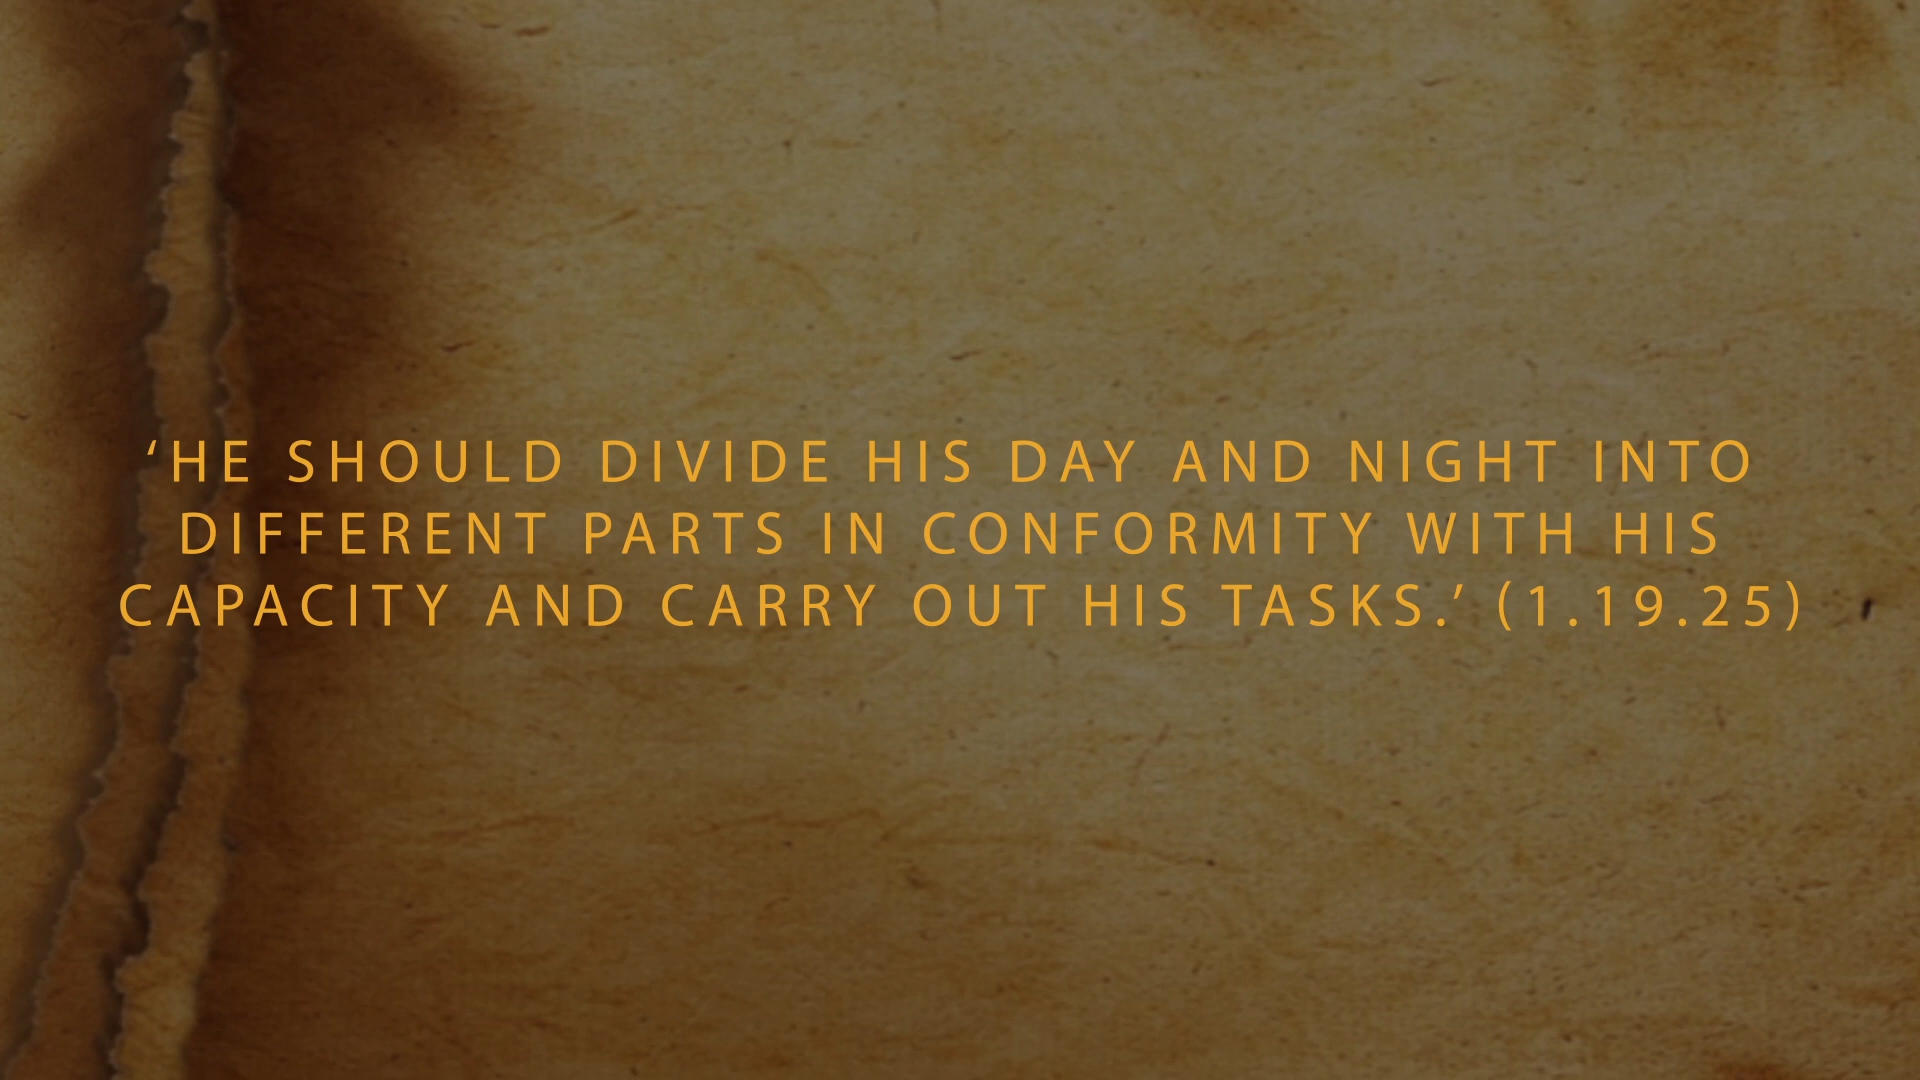 ‘HE SHOULD DIVIDE HIS DAY AND NIGHT INTO
DIFFERENT PARTS IN CONFORMITY WITH HIS
CAPACITY AND CARRY OUT HIS TASKS.’ (1.19.25)